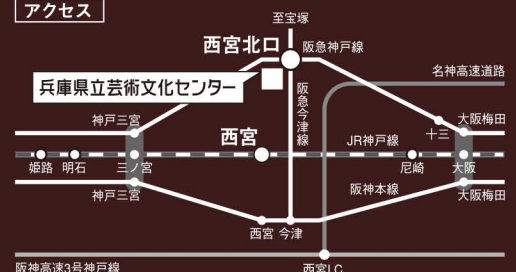 アクセス
至宝塚
西宮北口
阪急神戸線
名神高速道路
兵庫県立芸術文化センター
阪急今津線
神戸三宮
西宮
JR神戸線
十三
大阪梅田
姫路
明石
三ノ宮
尼崎
大阪
神戸三宮
阪神本線
大阪梅田
西宮
今津
阪神高速3号神戸線
西宮I.C